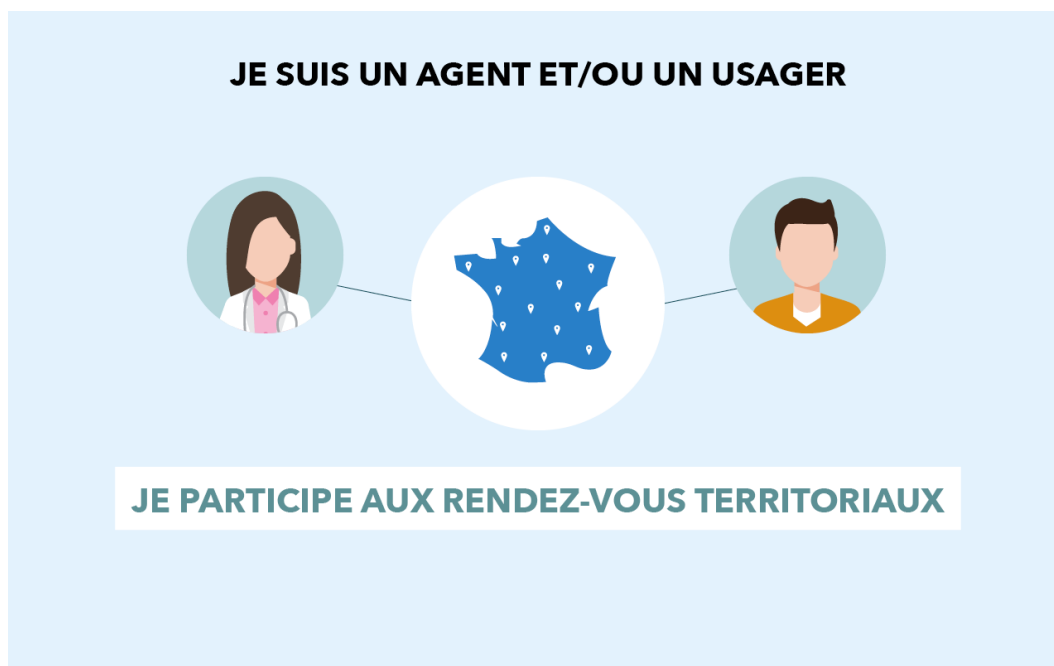 JE SUIS UN AGENT ET/OU UN USAGER
JE PARTICIPE AUX RENDEZ-VOUS TERRITORIAUX